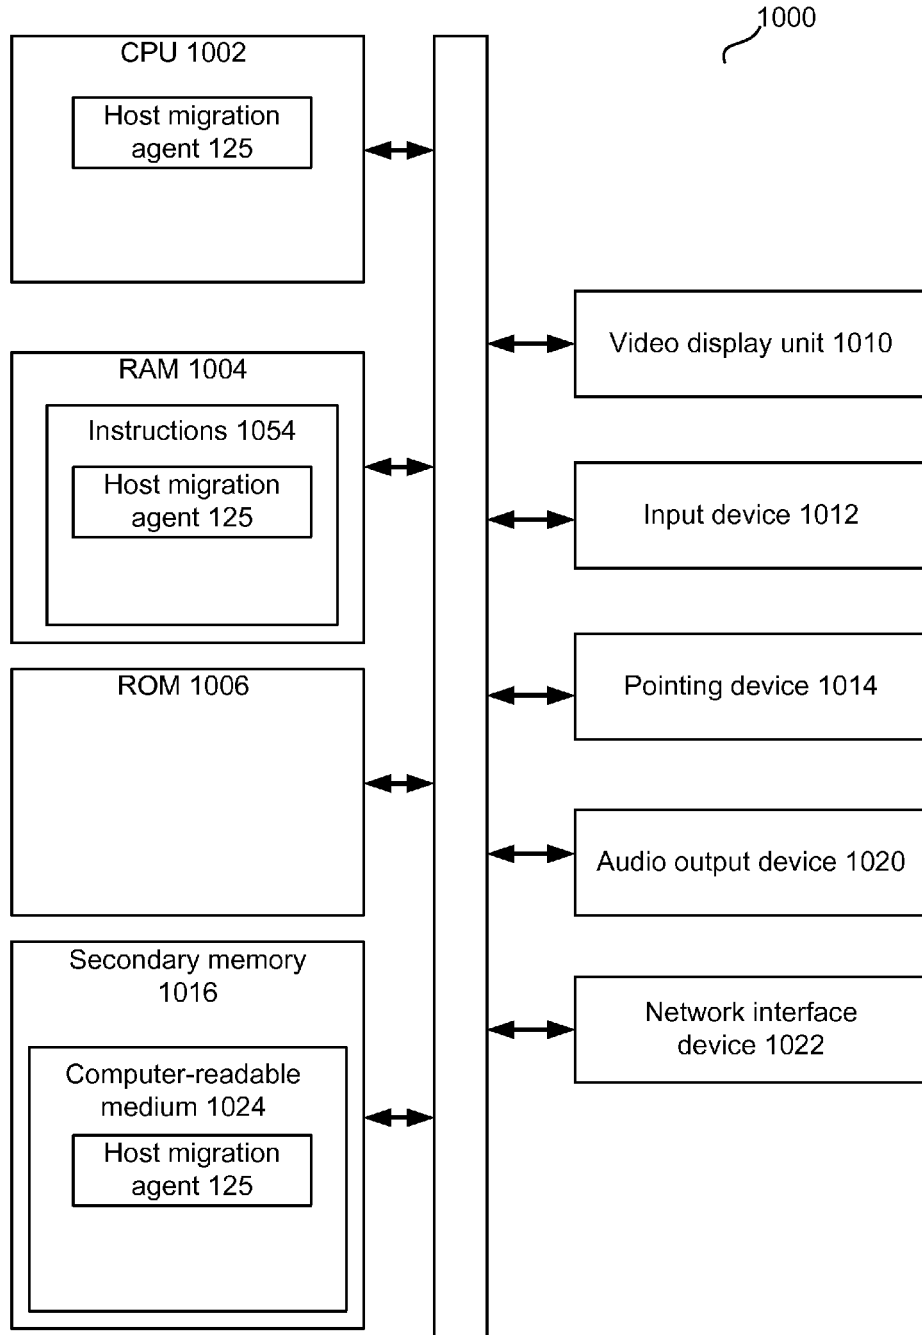 1000
CPU 1002
Host migration
agent 125
RAM 1004
Instructions 1054
Host migration
agent 125
ROM 1006
Secondary memory
1016
Computer-readable
medium 1024
Host migration
agent 125
Video display unit 1010
Input device 1012
Pointing device 1014
Audio output device 1020
Network interface
device 1022